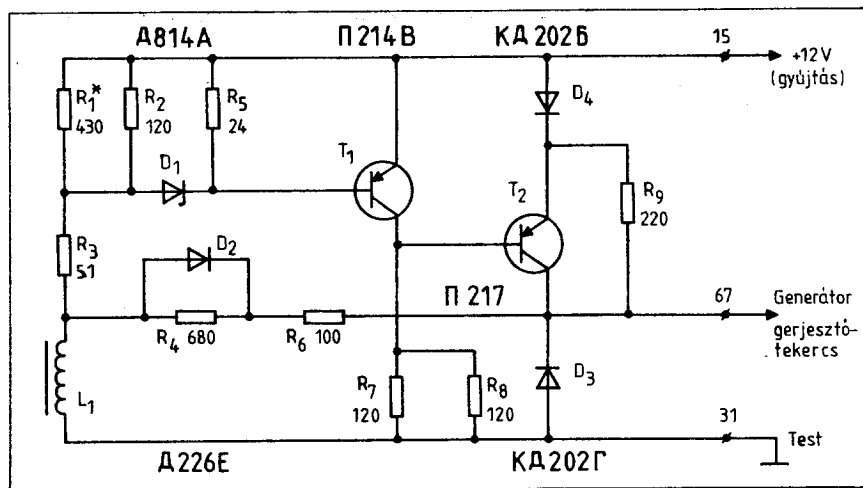 Д814А П214В КД202Б 15
+12V
(gyújtás)
R1*
430
R2
120
R5
24
D1
T1
D4
T2
R9
220
R3
51
D2
R4 680
R6 100
П 217
67
Generátor
gerjesztő-
tekercs
L1
R7
120
R8
120
D3
31
Test
Д226Е КД202Г